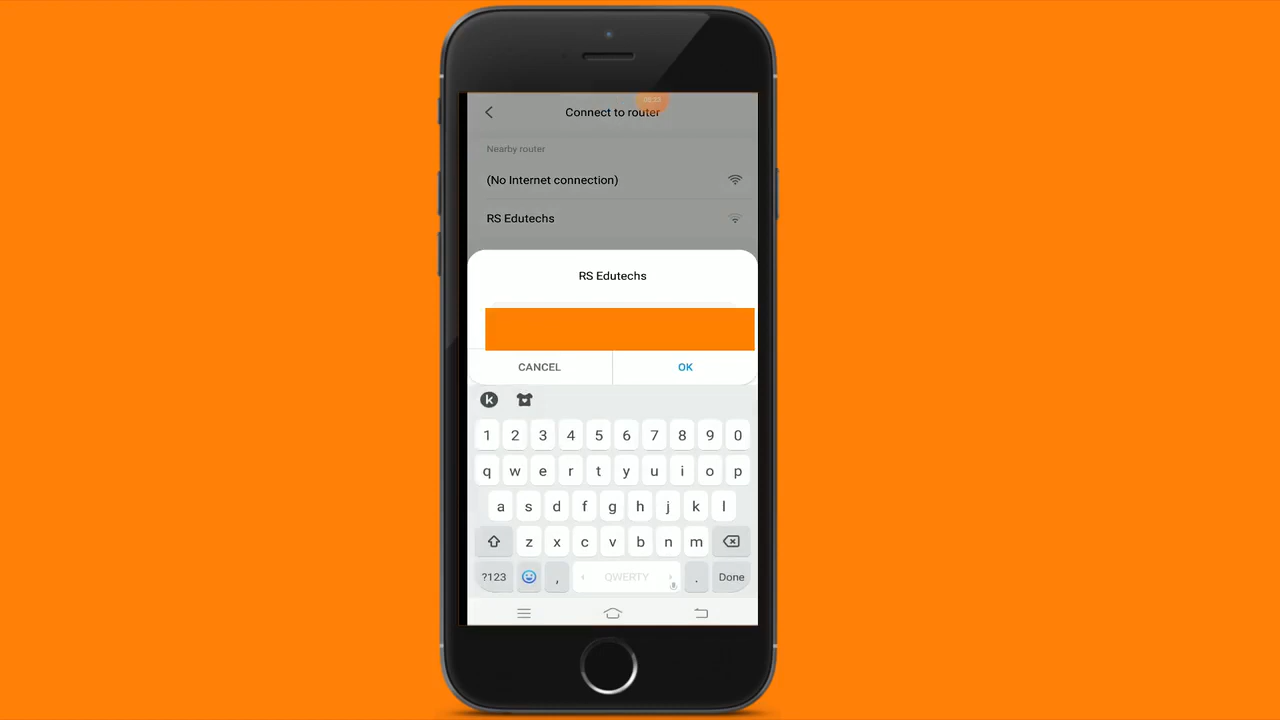 Connect to router
Nearby router
(No Internet connection)
RS Edutechs
RS Edutechs
CANCEL OK
1 2 3 4 5 6 7 8 9 0
q w e r t y u i o p
a s d f g h j k l
z x c v b n m
?123 , QWERTY . Done